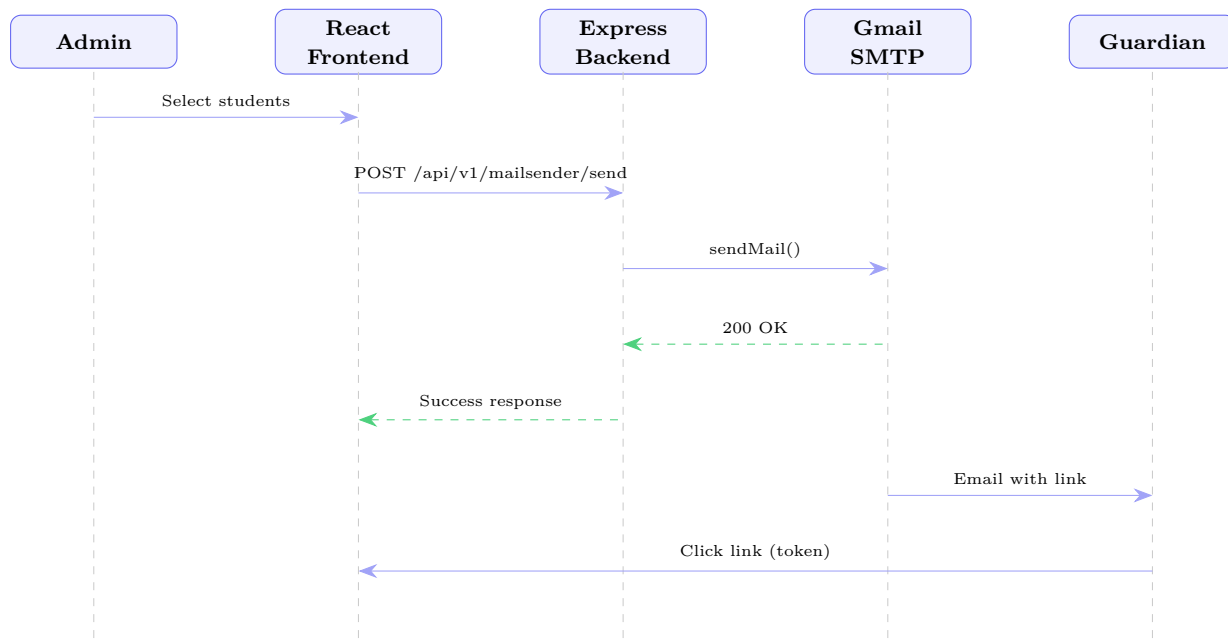 Admin
React
Frontend
Express
Backend
Gmail
SMTP
Guardian
Select students
POST /api/v1/mailsender/send
sendMail()
200 OK
Success response
Email with link
Click link (token)